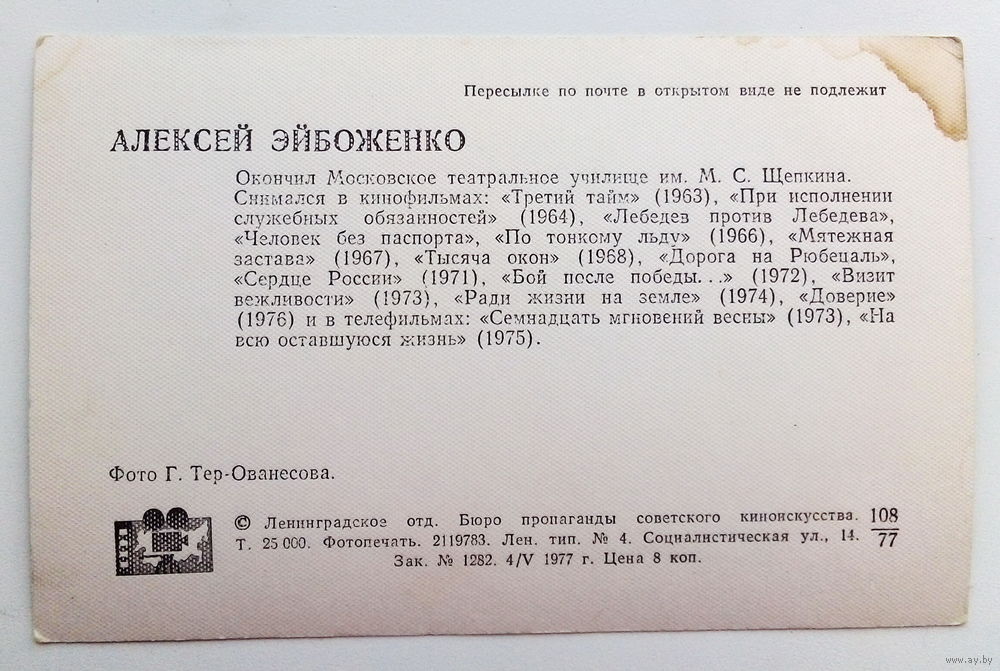 Пересылке по почте в открытом виде не подлежит
АЛЕКСЕЙ ЭЙБОЖЕНКО
Окончил Московское театральное училище им. М. С. Щепкина.
Снимался в кинофильмах: «Третий тайм» (1963), «При исполнении
служебных обязанностей» (1964), «Лебедев против Лебедева»,
«Человек без паспорта», «По тонкому льду» (1966), «Мятежная
застава» (1967), «Тысяча окон» (1968), «Дорога на Рюбецаль»,
«Сердце России» (1971), «Бой после победы...» (1972), «Визит
вежливости» (1973), «Ради жизни на земле» (1974), «Доверие»
(1976) и в телефильмах: «Семнадцать мгновений весны» (1973), «На
всю оставшуюся жизнь» (1975).
Фото Г. Тер-Ованесова.
© Ленинградское отд. Бюро пропаганды советского киноискусства. 108
Т. 25 000. Фотопечать. 2119783. Лен. тип. № 4. Социалистическая ул., 14. 77
Зак. № 1282. 4/V 1977 г. Цена 8 коп.
www.ay.by